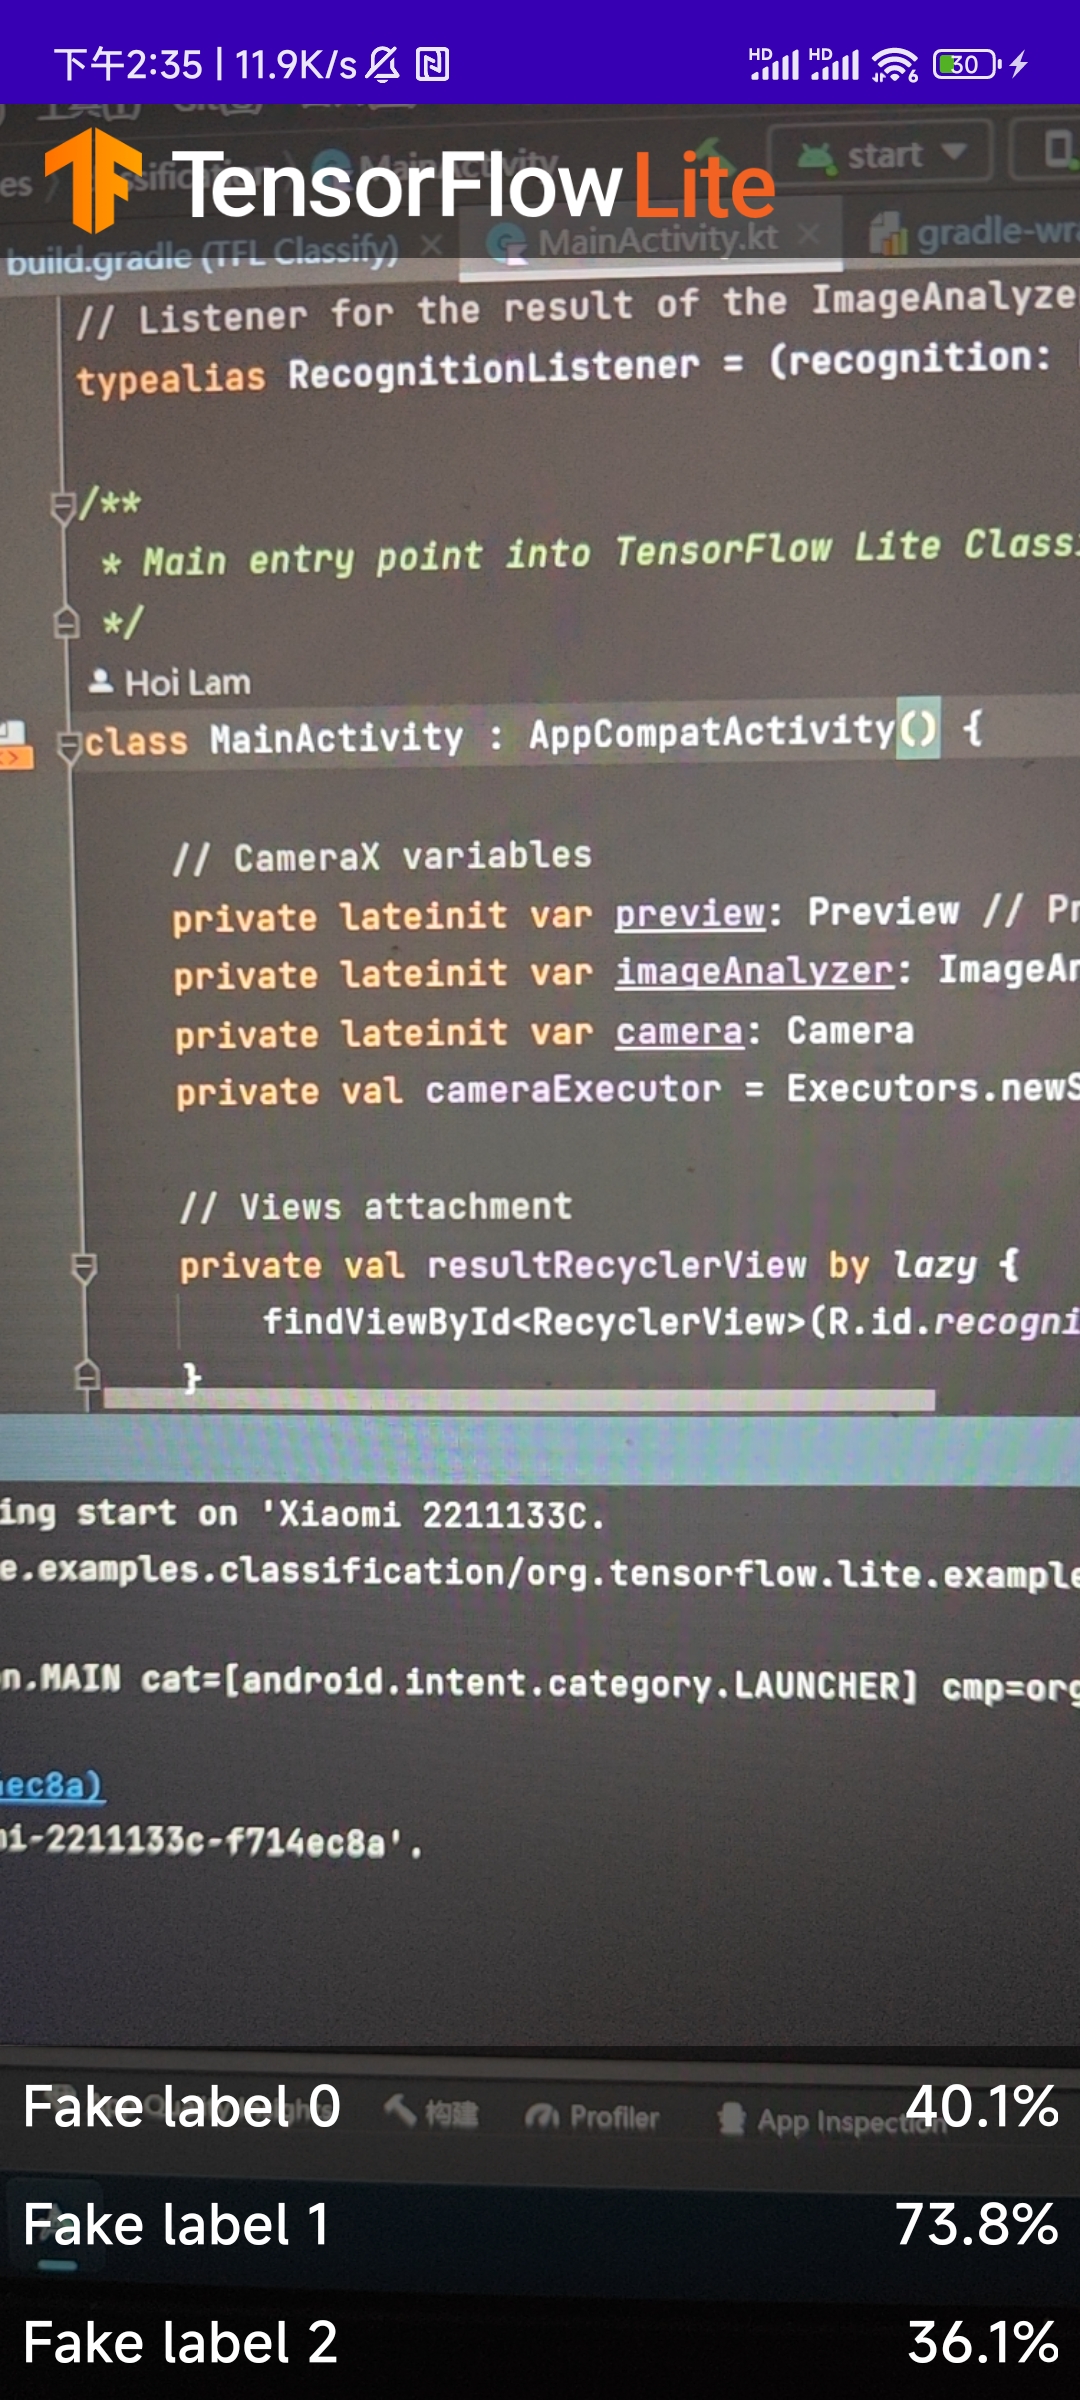 下午2:35 | 11.9K/s
HD HD 6 30
TensorFlow Lite
es
MainActivity
start
build.gradle (TFL Classify)
MainActivity.kt
gradle-wr
// Listener for the result of the ImageAnalyze
typealias RecognitionListener = (recognition:
/**
* Main entry point into TensorFlow Lite Class
*/
Hoi Lam
class MainActivity : AppCompatActivity() {
// CameraX variables
private lateinit var preview: Preview // Pr
private lateinit var imageAnalyzer: ImageAn
private lateinit var camera: Camera
private val cameraExecutor = Executors.newS
// Views attachment
private val resultRecyclerView by lazy {
findViewById<RecyclerView>(R.id.recogni
}
ing start on 'Xiaomi 2211133C.
e.examples.classification/org.tensorflow.lite.example
n.MAIN cat=[android.intent.category.LAUNCHER] cmp=org
ec8a)
i-2211133c-f714ec8a'.
Fake label 0 40.1%
构建 Profiler App Inspection
Fake label 1 73.8%
Fake label 2 36.1%